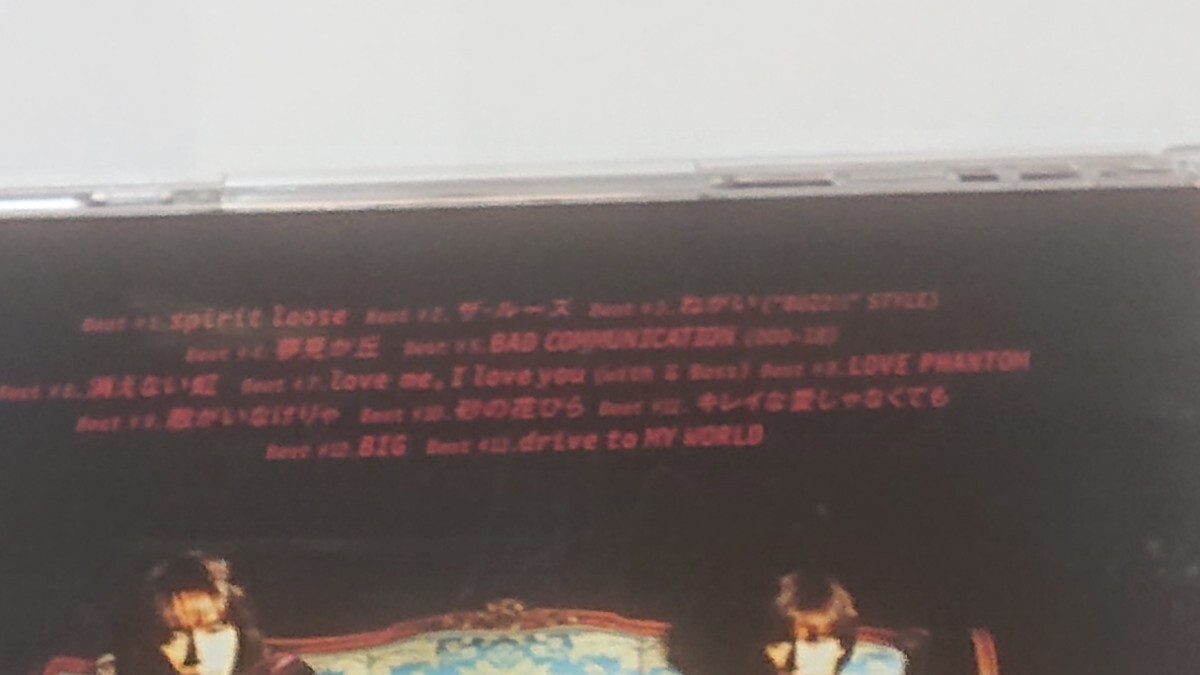 Beat #1.spirit loose Beat #2.ザ・ルーズ Beat #3.ねがい ("BUZZ!!" STYLE)
Beat #4.夢見が丘 Beat #5.BAD COMMUNICATION
Beat #6.消えない虹 Beat #7.love me, I love you (with G Bass) Beat #8.LOVE PHANTOM
Beat #9.敵がいなけりゃ Beat #10.砂の花びら Beat #11.キレイな愛じゃなくても
Beat #12.BIG Beat #13.drive to MY WORLD